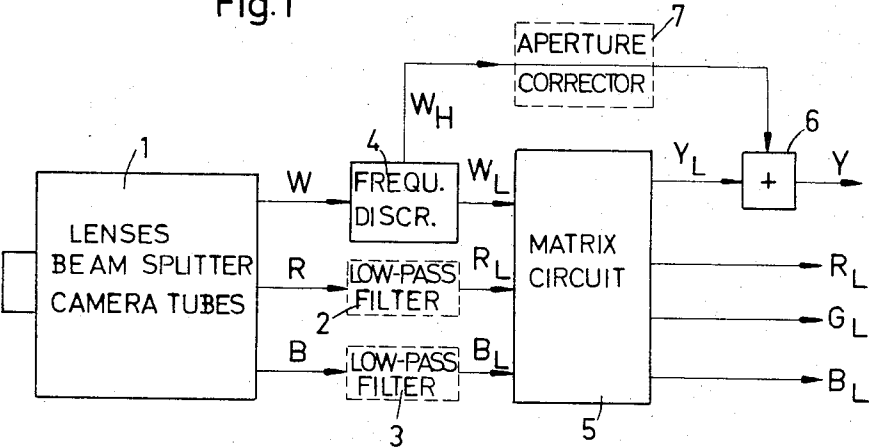 Fig.1
7
APERTURE
CORRECTOR
W_H
1
4
6
W
FREQU.
DISCR.
W_L
Y_L
+
Y
LENSES
BEAM SPLITTER
CAMERA TUBES
R
LOW-PASS
FILTER
2
R_L
MATRIX
CIRCUIT
R_L
G_L
B
LOW-PASS
FILTER
3
B_L
B_L
5